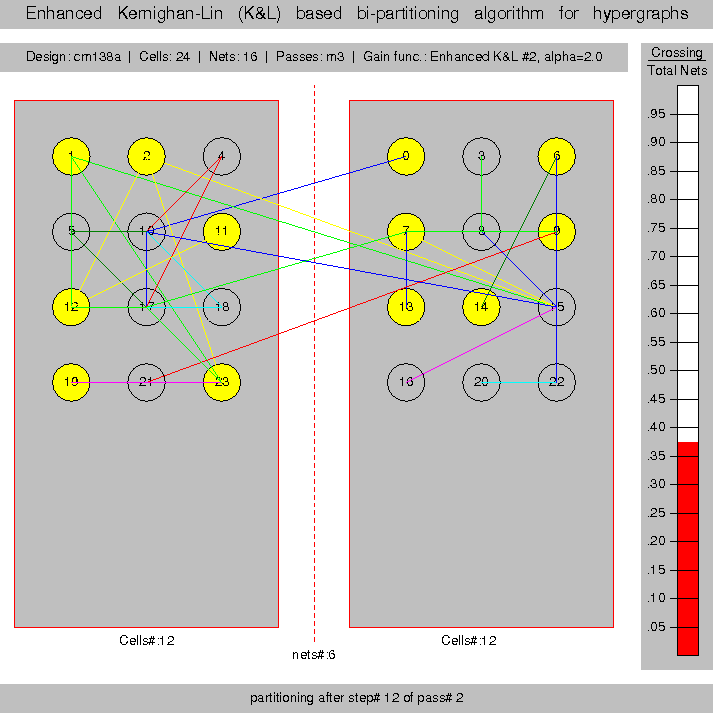 Enhanced Kernighan-Lin (K&L) based bi-partitioning algorithm for hypergraphs
Design: cm138a | Cells: 24 | Nets: 16 | Passes: m3 | Gain func.: Enhanced K&L #2, alpha=2.0
Crossing
Total Nets
.95
.90
.85
.80
.75
.70
.65
.60
.55
.50
.45
.40
.35
.30
.25
.20
.15
.10
.05
1 2 4 0 3 6
5 10 11 7 8 9
12 17 18 13 14 15
19 21 23 16 20 22
Cells#:12 Cells#:12
nets#:6
partitioning after step# 12 of pass# 2